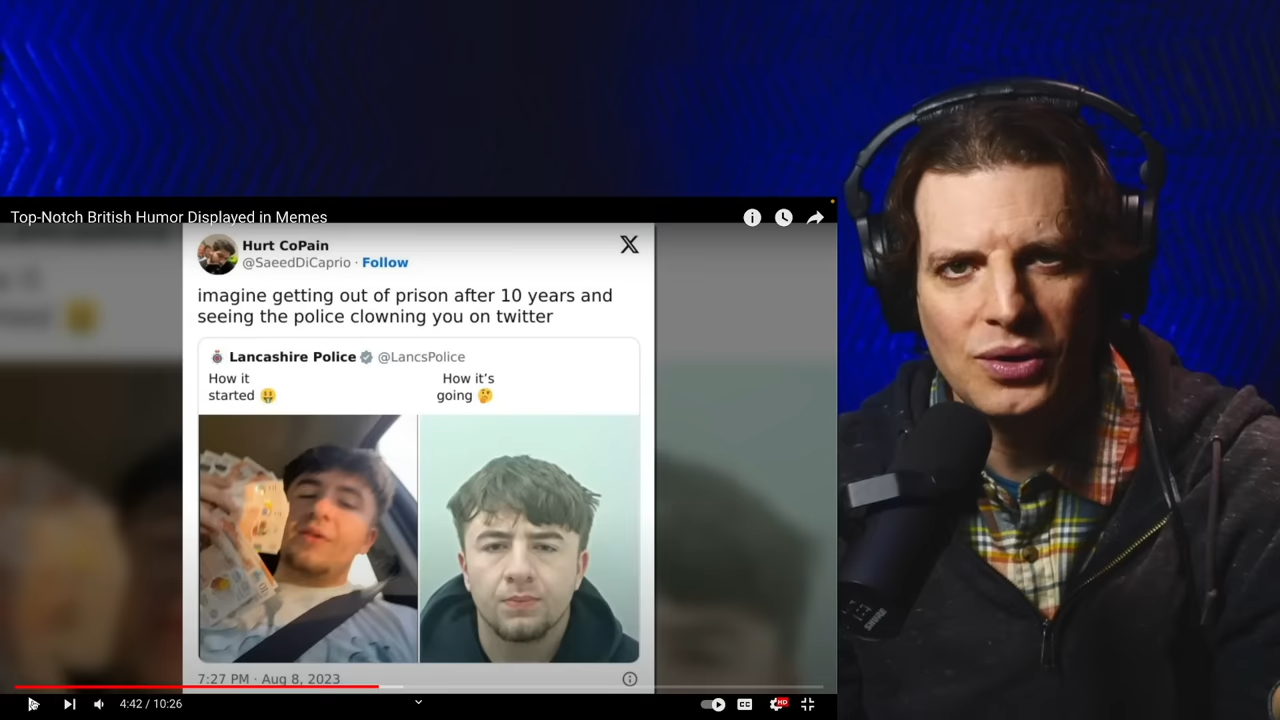 Top-Notch British Humor Displayed in Memes
Hurt CoPain
@SaeedDiCaprio · Follow
imagine getting out of prison after 10 years and
seeing the police clowning you on twitter
Lancashire Police @LancsPolice
How it How it's
started 🤑 going 🤔
7:27 PM · Aug 8, 2023
4:42 / 10:26
CC
HD